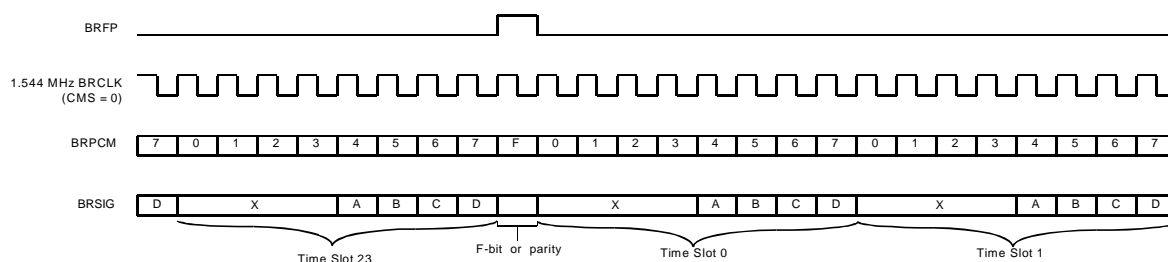 BRFP
1.544 MHz BRCLK
(CMS = 0)
BRPCM 7 0 1 2 3 4 5 6 7 F 0 1 2 3 4 5 6 7 0 1 2 3 4 5 6 7
BRSIG D X A B C D X A B C D X A B C D
Time Slot 23 F-bit or parity Time Slot 0 Time Slot 1